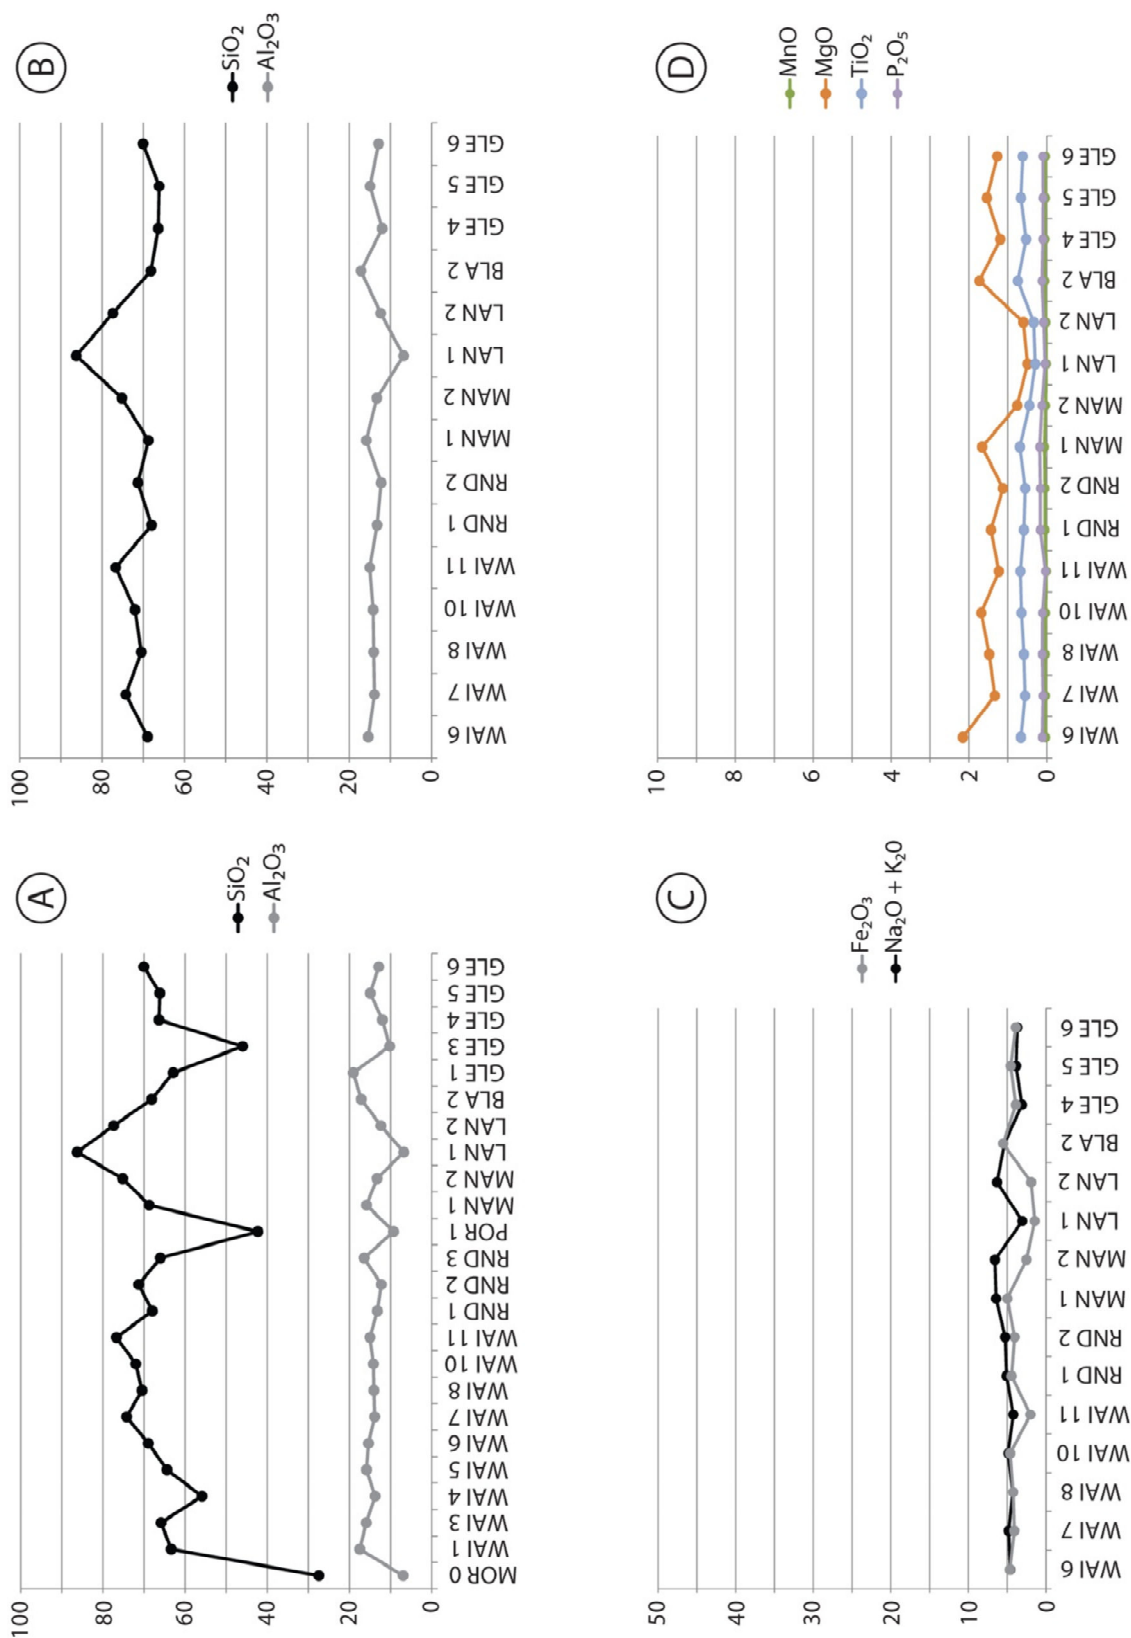 A
100
80
60
40
20
0
MOR 0
WAI 1
WAI 3
WAI 4
WAI 5
WAI 6
WAI 7
WAI 8
WAI 10
WAI 11
RND 1
RND 2
RND 3
POR 1
MAN 1
MAN 2
LAN 1
LAN 2
BLA 2
GLE 1
GLE 3
GLE 4
GLE 5
GLE 6
SiO₂
Al₂O₃
B
100
80
60
40
20
0
WAI 6
WAI 7
WAI 8
WAI 10
WAI 11
RND 1
RND 2
MAN 1
MAN 2
LAN 1
LAN 2
BLA 2
GLE 4
GLE 5
GLE 6
SiO₂
Al₂O₃
C
50
40
30
20
10
0
WAI 6
WAI 7
WAI 8
WAI 10
WAI 11
RND 1
RND 2
MAN 1
MAN 2
LAN 1
LAN 2
BLA 2
GLE 4
GLE 5
GLE 6
Fe₂O₃
Na₂O + K₂0
D
10
8
6
4
2
0
WAI 6
WAI 7
WAI 8
WAI 10
WAI 11
RND 1
RND 2
MAN 1
MAN 2
LAN 1
LAN 2
BLA 2
GLE 4
GLE 5
GLE 6
MnO
MgO
TiO₂
P₂O₅